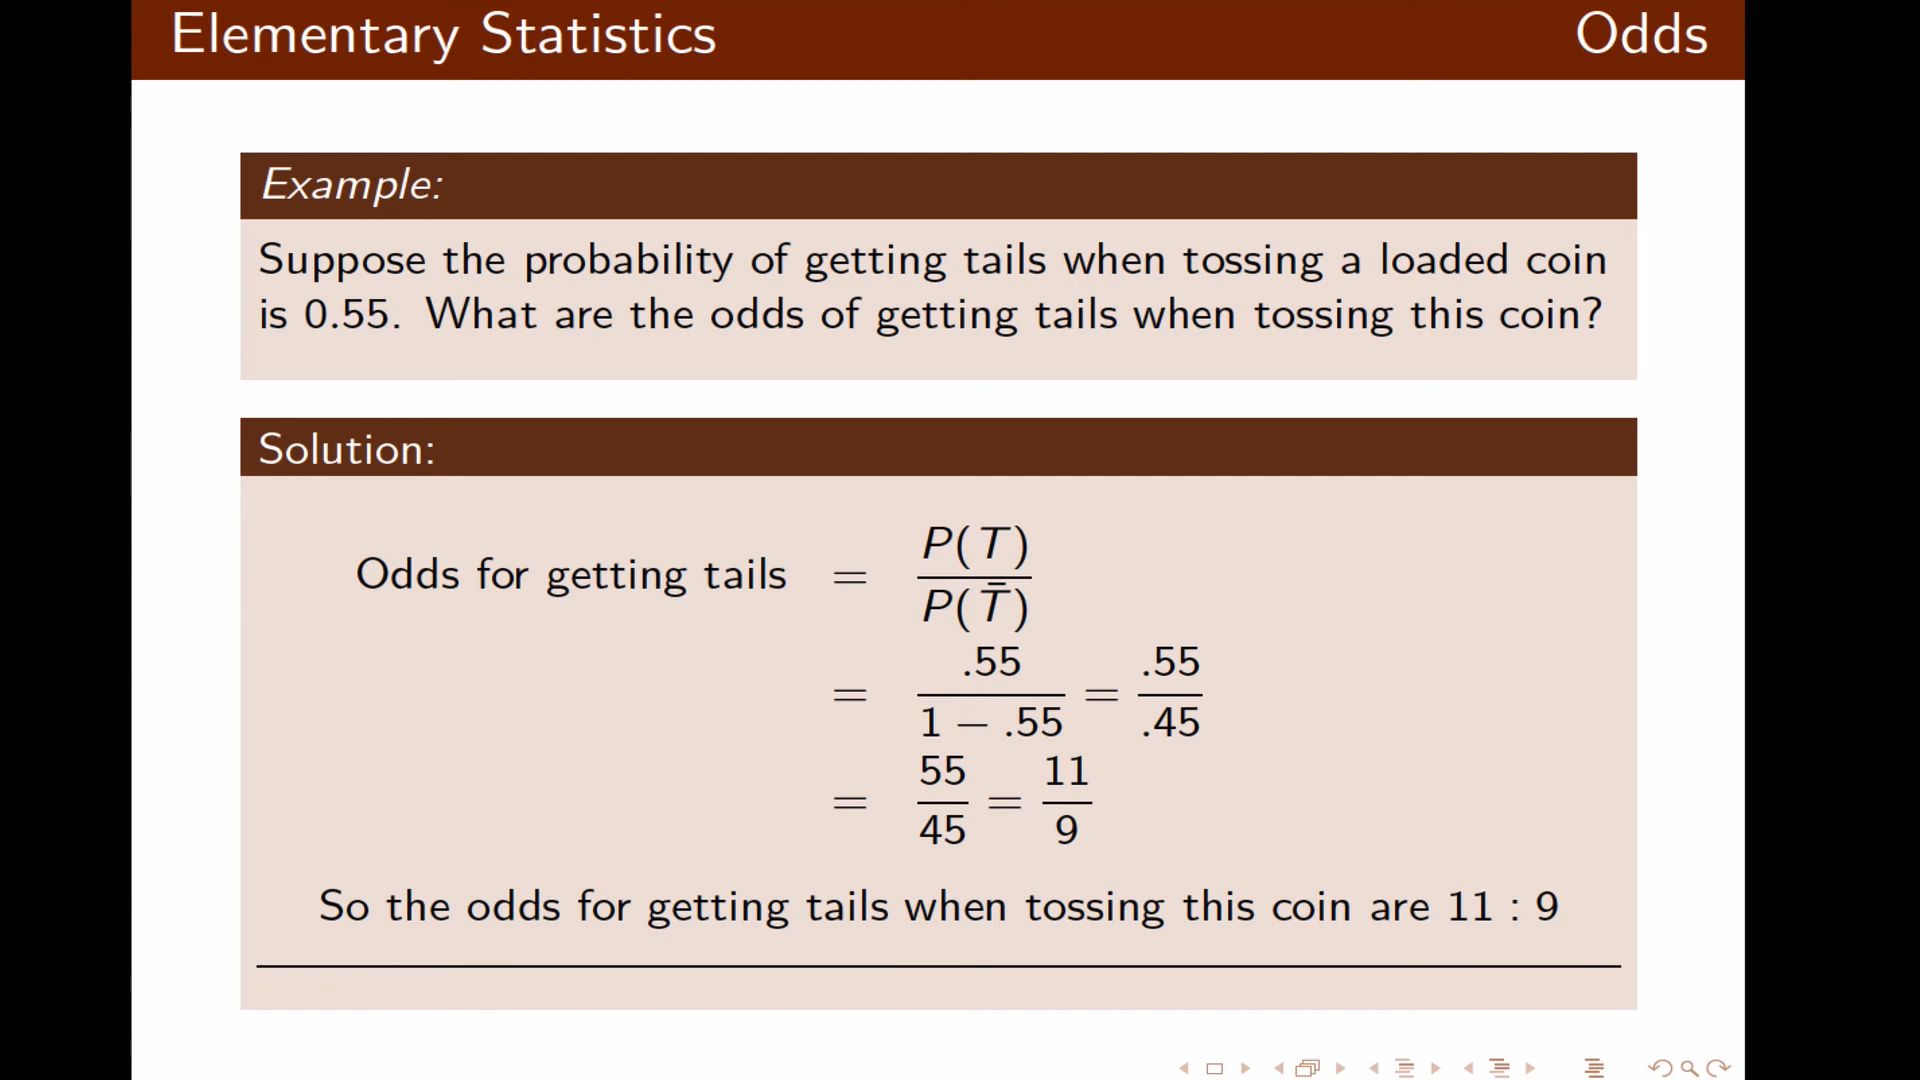 Elementary Statistics Odds
Example:
Suppose the probability of getting tails when tossing a loaded coin
is 0.55. What are the odds of getting tails when tossing this coin?
Solution:
Odds for getting tails = P(T) / P(T̄)
= .55 / 1 − .55 = .55 / .45
= 55 / 45 = 11 / 9
So the odds for getting tails when tossing this coin are 11 : 9